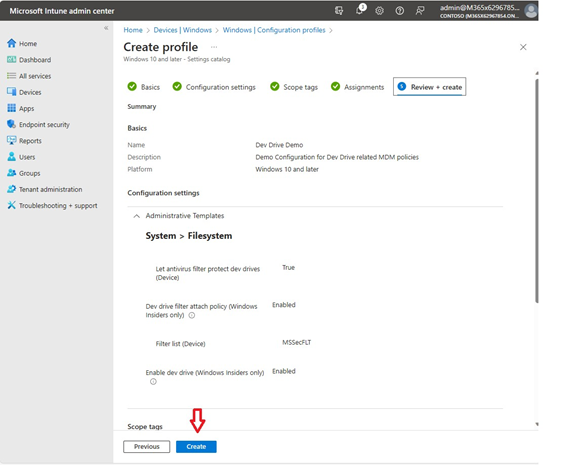 Microsoft Intune admin center
1
admin@M365x6296785...
CONTOSO (M365X62967854.ON...
«
Home
Dashboard
All services
Devices
Apps
Endpoint security
Reports
Users
Groups
Tenant administration
Troubleshooting + support
Home > Devices | Windows > Windows | Configuration profiles >
Create profile ...
Windows 10 and later - Settings catalog
Basics
Configuration settings
Scope tags
Assignments
5 Review + create
Summary
Basics
Name Dev Drive Demo
Description Demo Configuration for Dev Drive related MDM policies
Platform Windows 10 and later
Configuration settings
Administrative Templates
System > Filesystem
Let antivirus filter protect dev drives True
(Device)
Dev drive filter attach policy (Windows Enabled
Insiders only)
Filter list (Device) MSSecFLT
Enable dev drive (Windows Insiders only) Enabled
Scope tags
Previous
Create